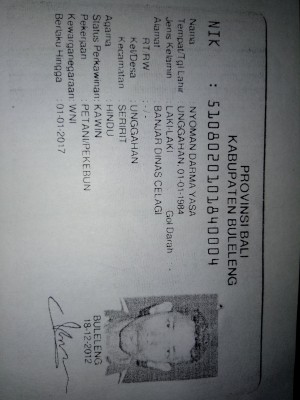 PROVINSI BALI
KABUPATEN BULELENG
NIK : 5108020101840004
Nama : NYOMAN DARMA YASA
Tempat/Tgl Lahir : UNGGAHAN, 01-01-1984
Jenis Kelamin : LAKI-LAKI Gol Darah : -
Alamat : BANJAR DINAS CELAGI
RT/RW : -/-
Kel/Desa : UNGGAHAN
Kecamatan : SERIRIT
Agama : HINDU
Status Perkawinan: KAWIN
Pekerjaan : PETANI/PEKEBUN
Kewarganegaraan: WNI
Berlaku Hingga : 01-01-2017
BULELENG
18-12-2012